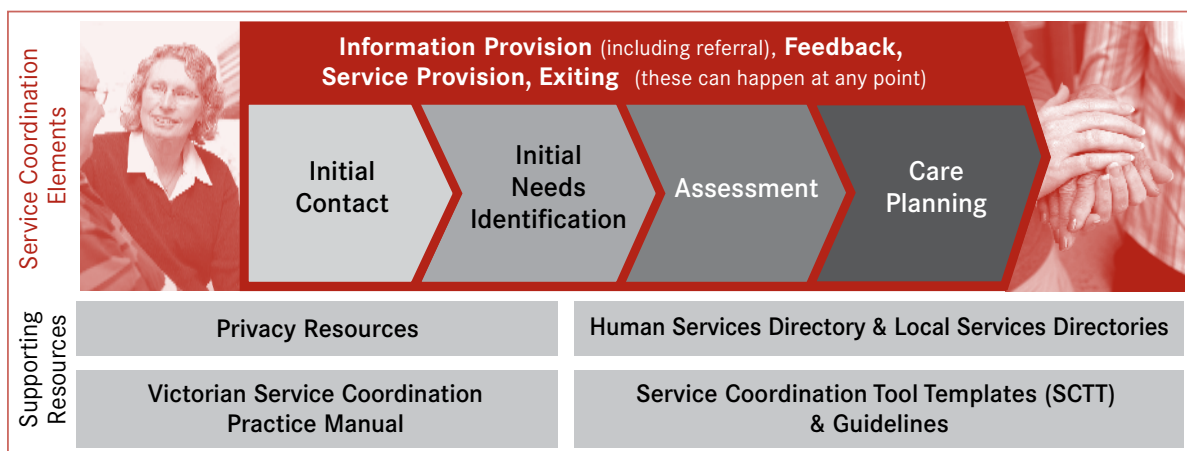 Service Coordination
Elements
Information Provision (including referral), Feedback,
Service Provision, Exiting (these can happen at any point)
Initial
Contact
Initial
Needs
Identification
Assessment
Care
Planning
Supporting
Resources
Privacy Resources
Human Services Directory & Local Services Directories
Victorian Service Coordination
Practice Manual
Service Coordination Tool Templates (SCTT)
& Guidelines